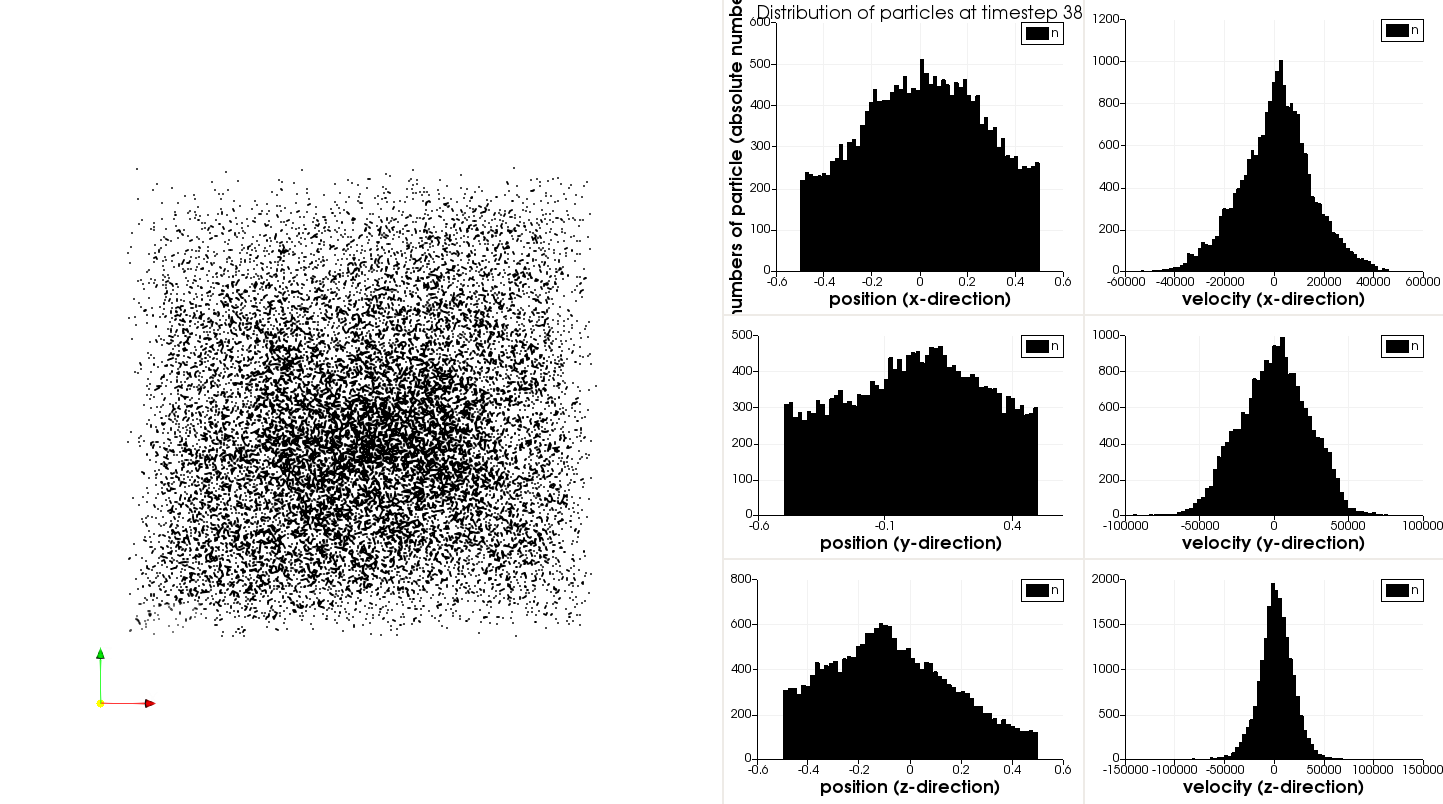 Distribution of particles at timestep 38
numbers of particle (absolute number
600
500
400
300
200
100
0
n
-0.6 -0.4 -0.2 0 0.2 0.4 0.6
position (x-direction)
1200
1000
800
600
400
200
0
n
-60000 -40000 -20000 0 20000 40000 60000
velocity (x-direction)
500
400
300
200
100
0
n
-0.6 -0.1 0.4
position (y-direction)
1000
800
600
400
200
0
n
-100000 -50000 0 50000 100000
velocity (y-direction)
800
600
400
200
0
n
-0.6 -0.4 -0.2 0 0.2 0.4 0.6
position (z-direction)
2000
1500
1000
500
0
n
-150000 -100000 -50000 0 50000 100000 150000
velocity (z-direction)